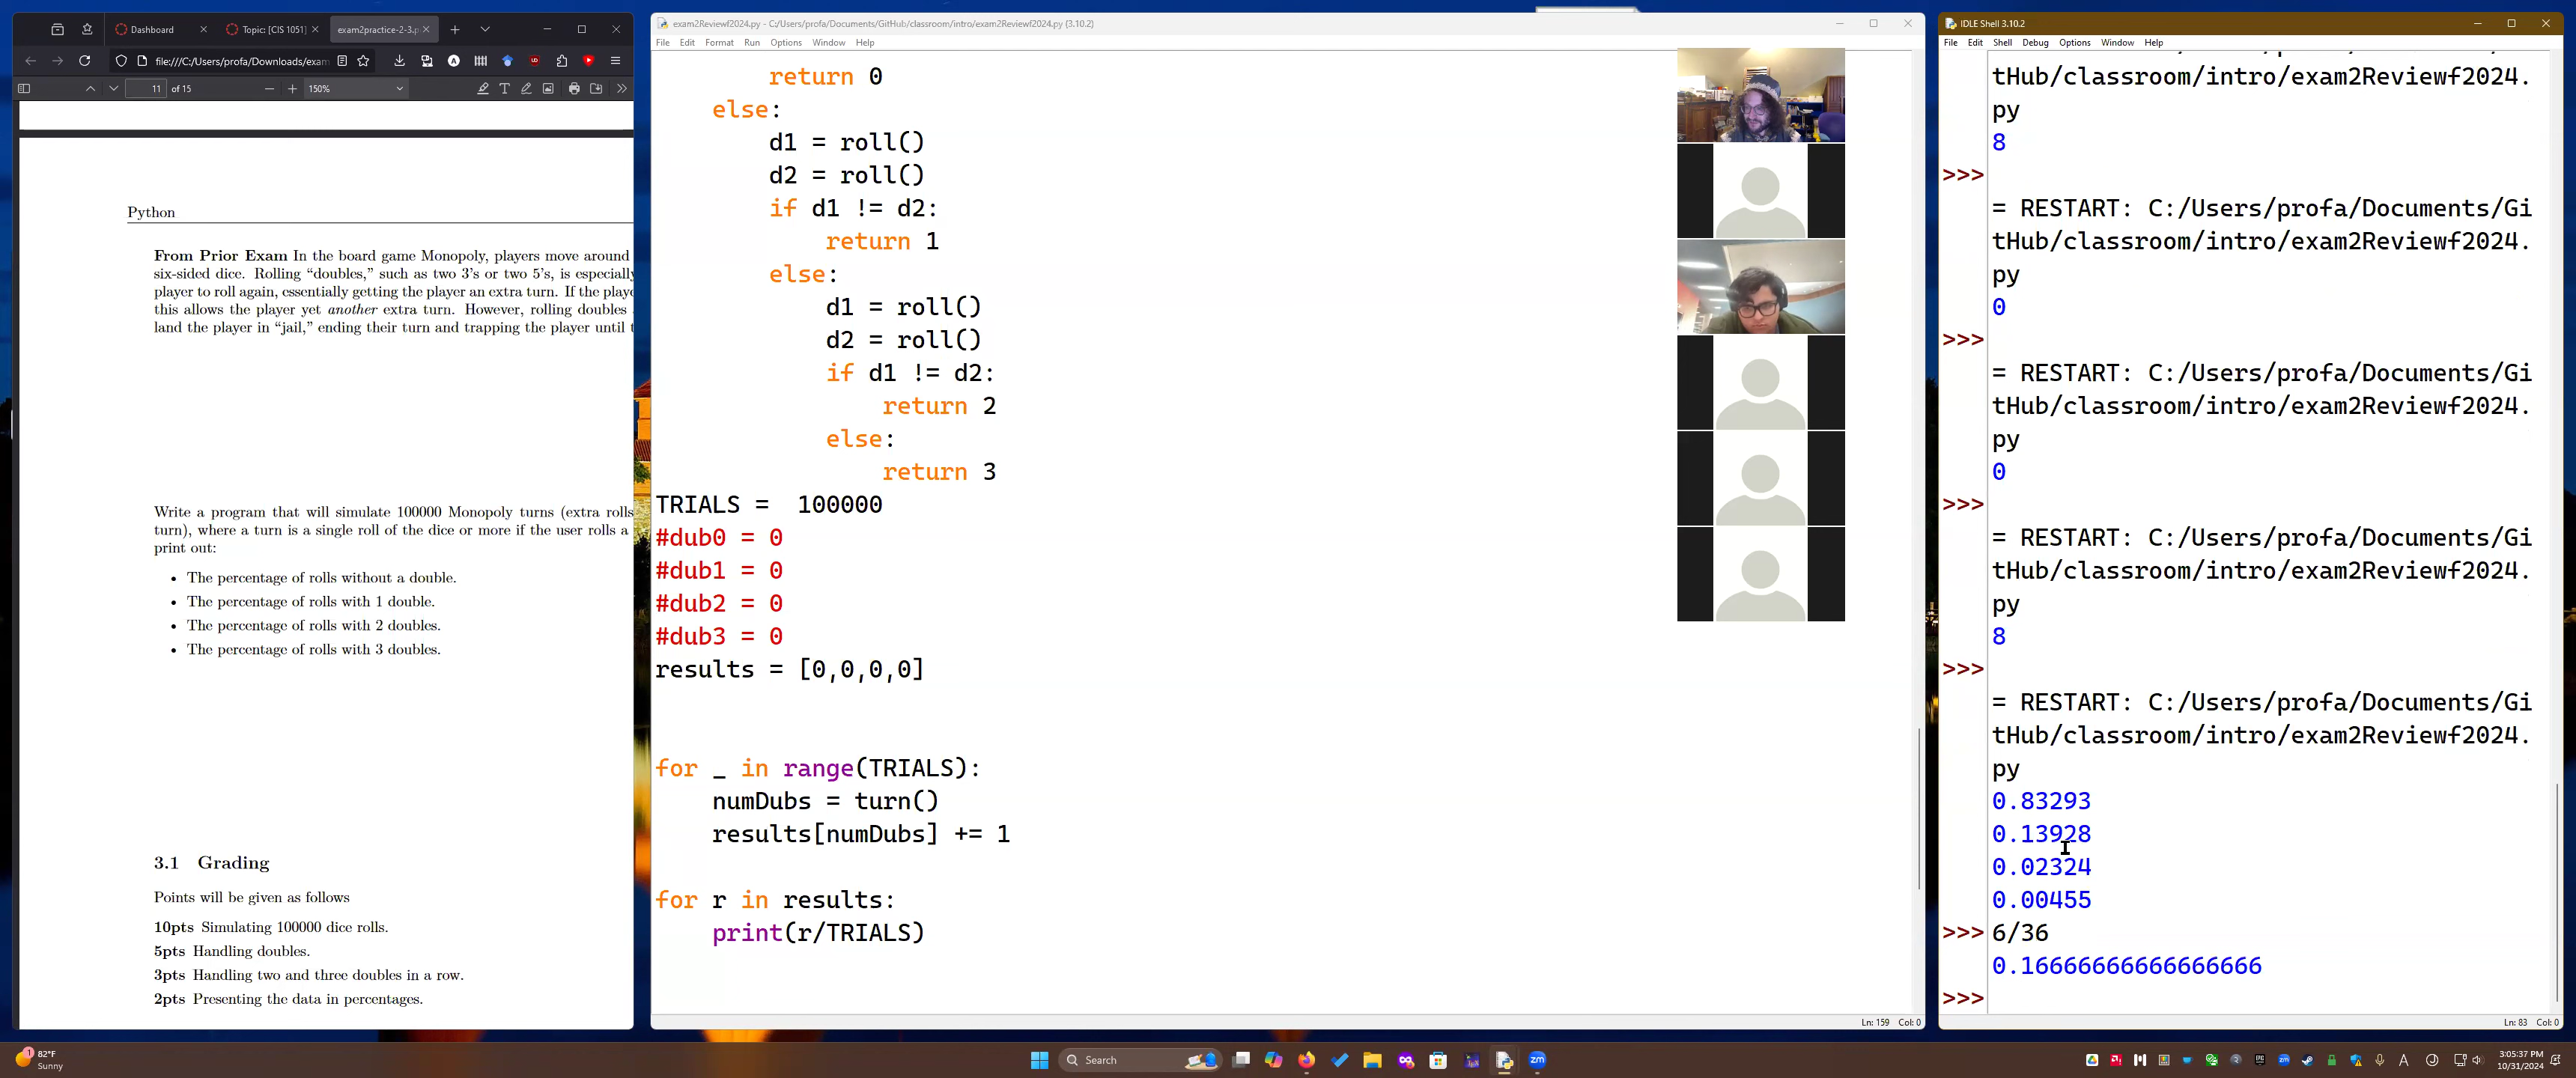 Dashboard
Topic: [CIS 1051]
exam2practice-2-3.p
file:///C:/Users/profa/Downloads/exam
11 of 15
150%
Python
From Prior Exam In the board game Monopoly, players move around
six-sided dice. Rolling “doubles,” such as two 3’s or two 5’s, is especially
player to roll again, essentially getting the player an extra turn. If the playe
this allows the player yet another extra turn. However, rolling doubles
land the player in “jail,” ending their turn and trapping the player until t
Write a program that will simulate 100000 Monopoly turns (extra rolls
turn), where a turn is a single roll of the dice or more if the user rolls a
print out:
• The percentage of rolls without a double.
• The percentage of rolls with 1 double.
• The percentage of rolls with 2 doubles.
• The percentage of rolls with 3 doubles.
3.1 Grading
Points will be given as follows
10pts Simulating 100000 dice rolls.
5pts Handling doubles.
3pts Handling two and three doubles in a row.
2pts Presenting the data in percentages.
exam2Reviewf2024.py - C:/Users/profa/Documents/GitHub/classroom/intro/exam2Reviewf2024.py (3.10.2)
File Edit Format Run Options Window Help
return 0
else:
d1 = roll()
d2 = roll()
if d1 != d2:
return 1
else:
d1 = roll()
d2 = roll()
if d1 != d2:
return 2
else:
return 3
TRIALS =  100000
#dub0 = 0
#dub1 = 0
#dub2 = 0
#dub3 = 0
results = [0,0,0,0]
for _ in range(TRIALS):
numDubs = turn()
results[numDubs] += 1
for r in results:
print(r/TRIALS)
Ln: 159 Col: 0
IDLE Shell 3.10.2
File Edit Shell Debug Options Window Help
tHub/classroom/intro/exam2Reviewf2024.
py
8
>>>
= RESTART: C:/Users/profa/Documents/Gi
tHub/classroom/intro/exam2Reviewf2024.
py
0
>>>
= RESTART: C:/Users/profa/Documents/Gi
tHub/classroom/intro/exam2Reviewf2024.
py
0
>>>
= RESTART: C:/Users/profa/Documents/Gi
tHub/classroom/intro/exam2Reviewf2024.
py
8
>>>
= RESTART: C:/Users/profa/Documents/Gi
tHub/classroom/intro/exam2Reviewf2024.
py
0.83293
0.13928
0.02324
0.00455
>>> 6/36
0.16666666666666666
>>>
Ln: 83 Col: 0
1
82°F
Sunny
Search
zm
3:05:37 PM
10/31/2024